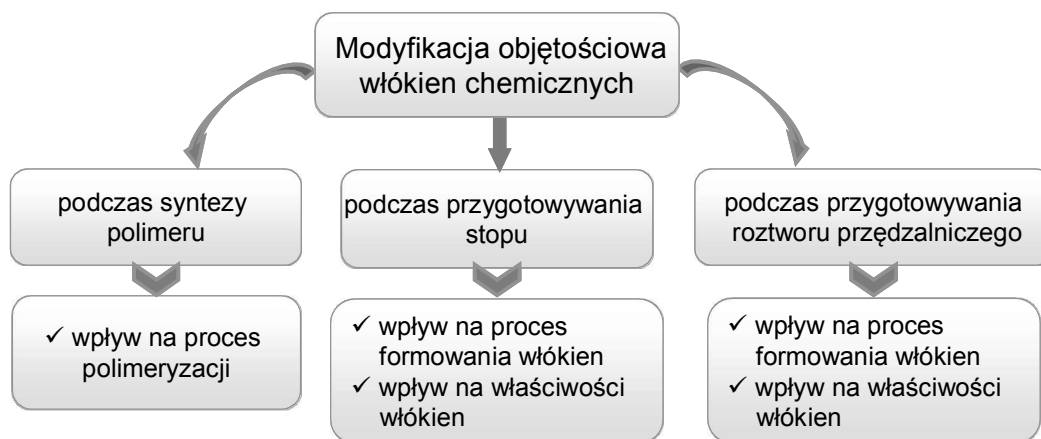 Modyfikacja objętościowa
włókien chemicznych
podczas syntezy
polimeru
podczas przygotowywania
stopu
podczas przygotowywania
roztworu przędzalniczego
✓ wpływ na proces
polimeryzacji
✓ wpływ na proces
formowania włókien
✓ wpływ na właściwości
włókien
✓ wpływ na proces
formowania włókien
✓ wpływ na właściwości
włókien